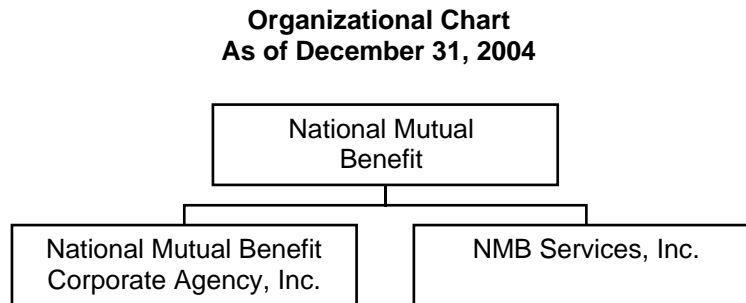 Organizational Chart
As of December 31, 2004
National Mutual
Benefit
National Mutual Benefit
Corporate Agency, Inc.
NMB Services, Inc.